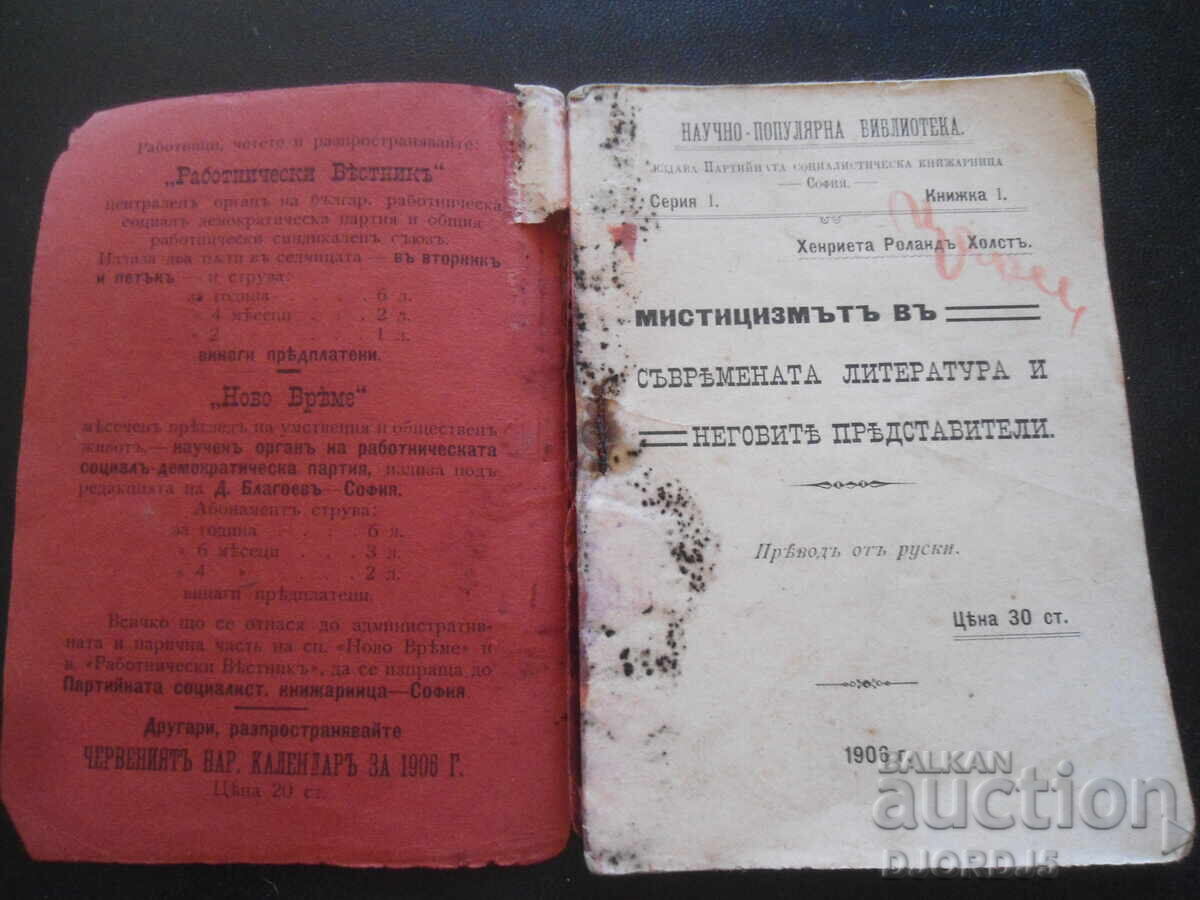 Работници, четете и разпространявайте:
„Работнически Вѣстникъ“
централенъ органъ на българ. работническа
социалъ демократическа партия и общия
работнически синдикаленъ съюзъ.
Излаза два пѫти въ седмицата — въ вторникъ
и петъкъ — и струва:
за година . . . . 6 л.
« 4 мѣсеци . . . 2 л.
« 2 . . . 1 л.
винаги прѣдплатени.
„Ново Врѣме“
мѣсеченъ прѣгледъ на умствения и общественъ
животъ, — наученъ органъ на работническата
социалъ-демократическа партия, излиза подъ
редакцията на Д. Благоевъ—София.
Абонаментъ струва:
за година . . . . 6 л.
« 6 мѣсеци . . . . 3 л.
« 4 » . . . . 2 л.
винаги прѣдплатени.
Всичко що се отнася до административ-
ната и парична часть на сп. «Ново Врѣме» и
в. «Работнически Вѣстникъ», да се изпраща до
Партийната социалист. книжарница—София.
Другари, разпространявайте
ЧЕРВЕНИЯТЪ НАР. КАЛЕНДАРЪ ЗА 1906 Г.
Цѣна 20 ст.
НАУЧНО-ПОПУЛЯРНА БИБЛИОТЕКА.
Издава Партийната социалистическа книжарница
— София. —
Серия I. Книжка 1.
Хенриета Роландъ Холстъ.
МИСТИЦИЗМЪТЪ ВЪ
СЪВРѢМЕНАТА ЛИТЕРАТУРА И
НЕГОВИТѢ ПРѢДСТАВИТЕЛИ.
Прѣводъ отъ руски.
Цѣна 30 ст.
1906 г.
BALKAN
auction
DJORDJ5